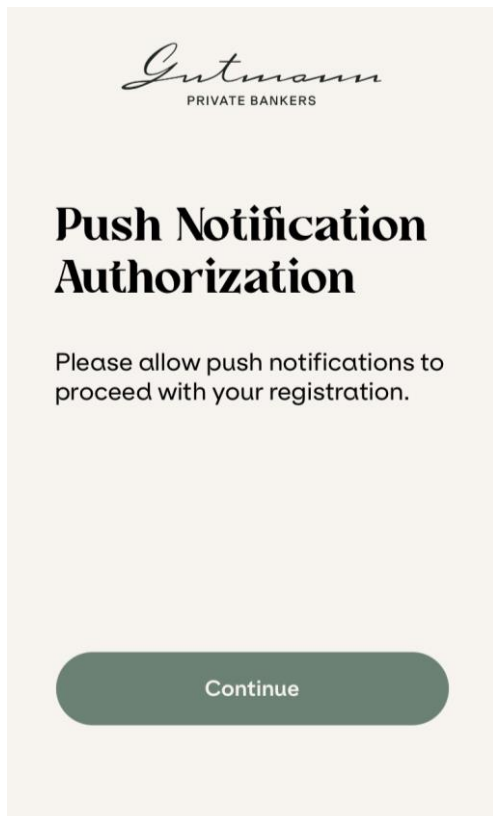 Gutmann
PRIVATE BANKERS
Push Notification
Authorization
Please allow push notifications to
proceed with your registration.
Continue